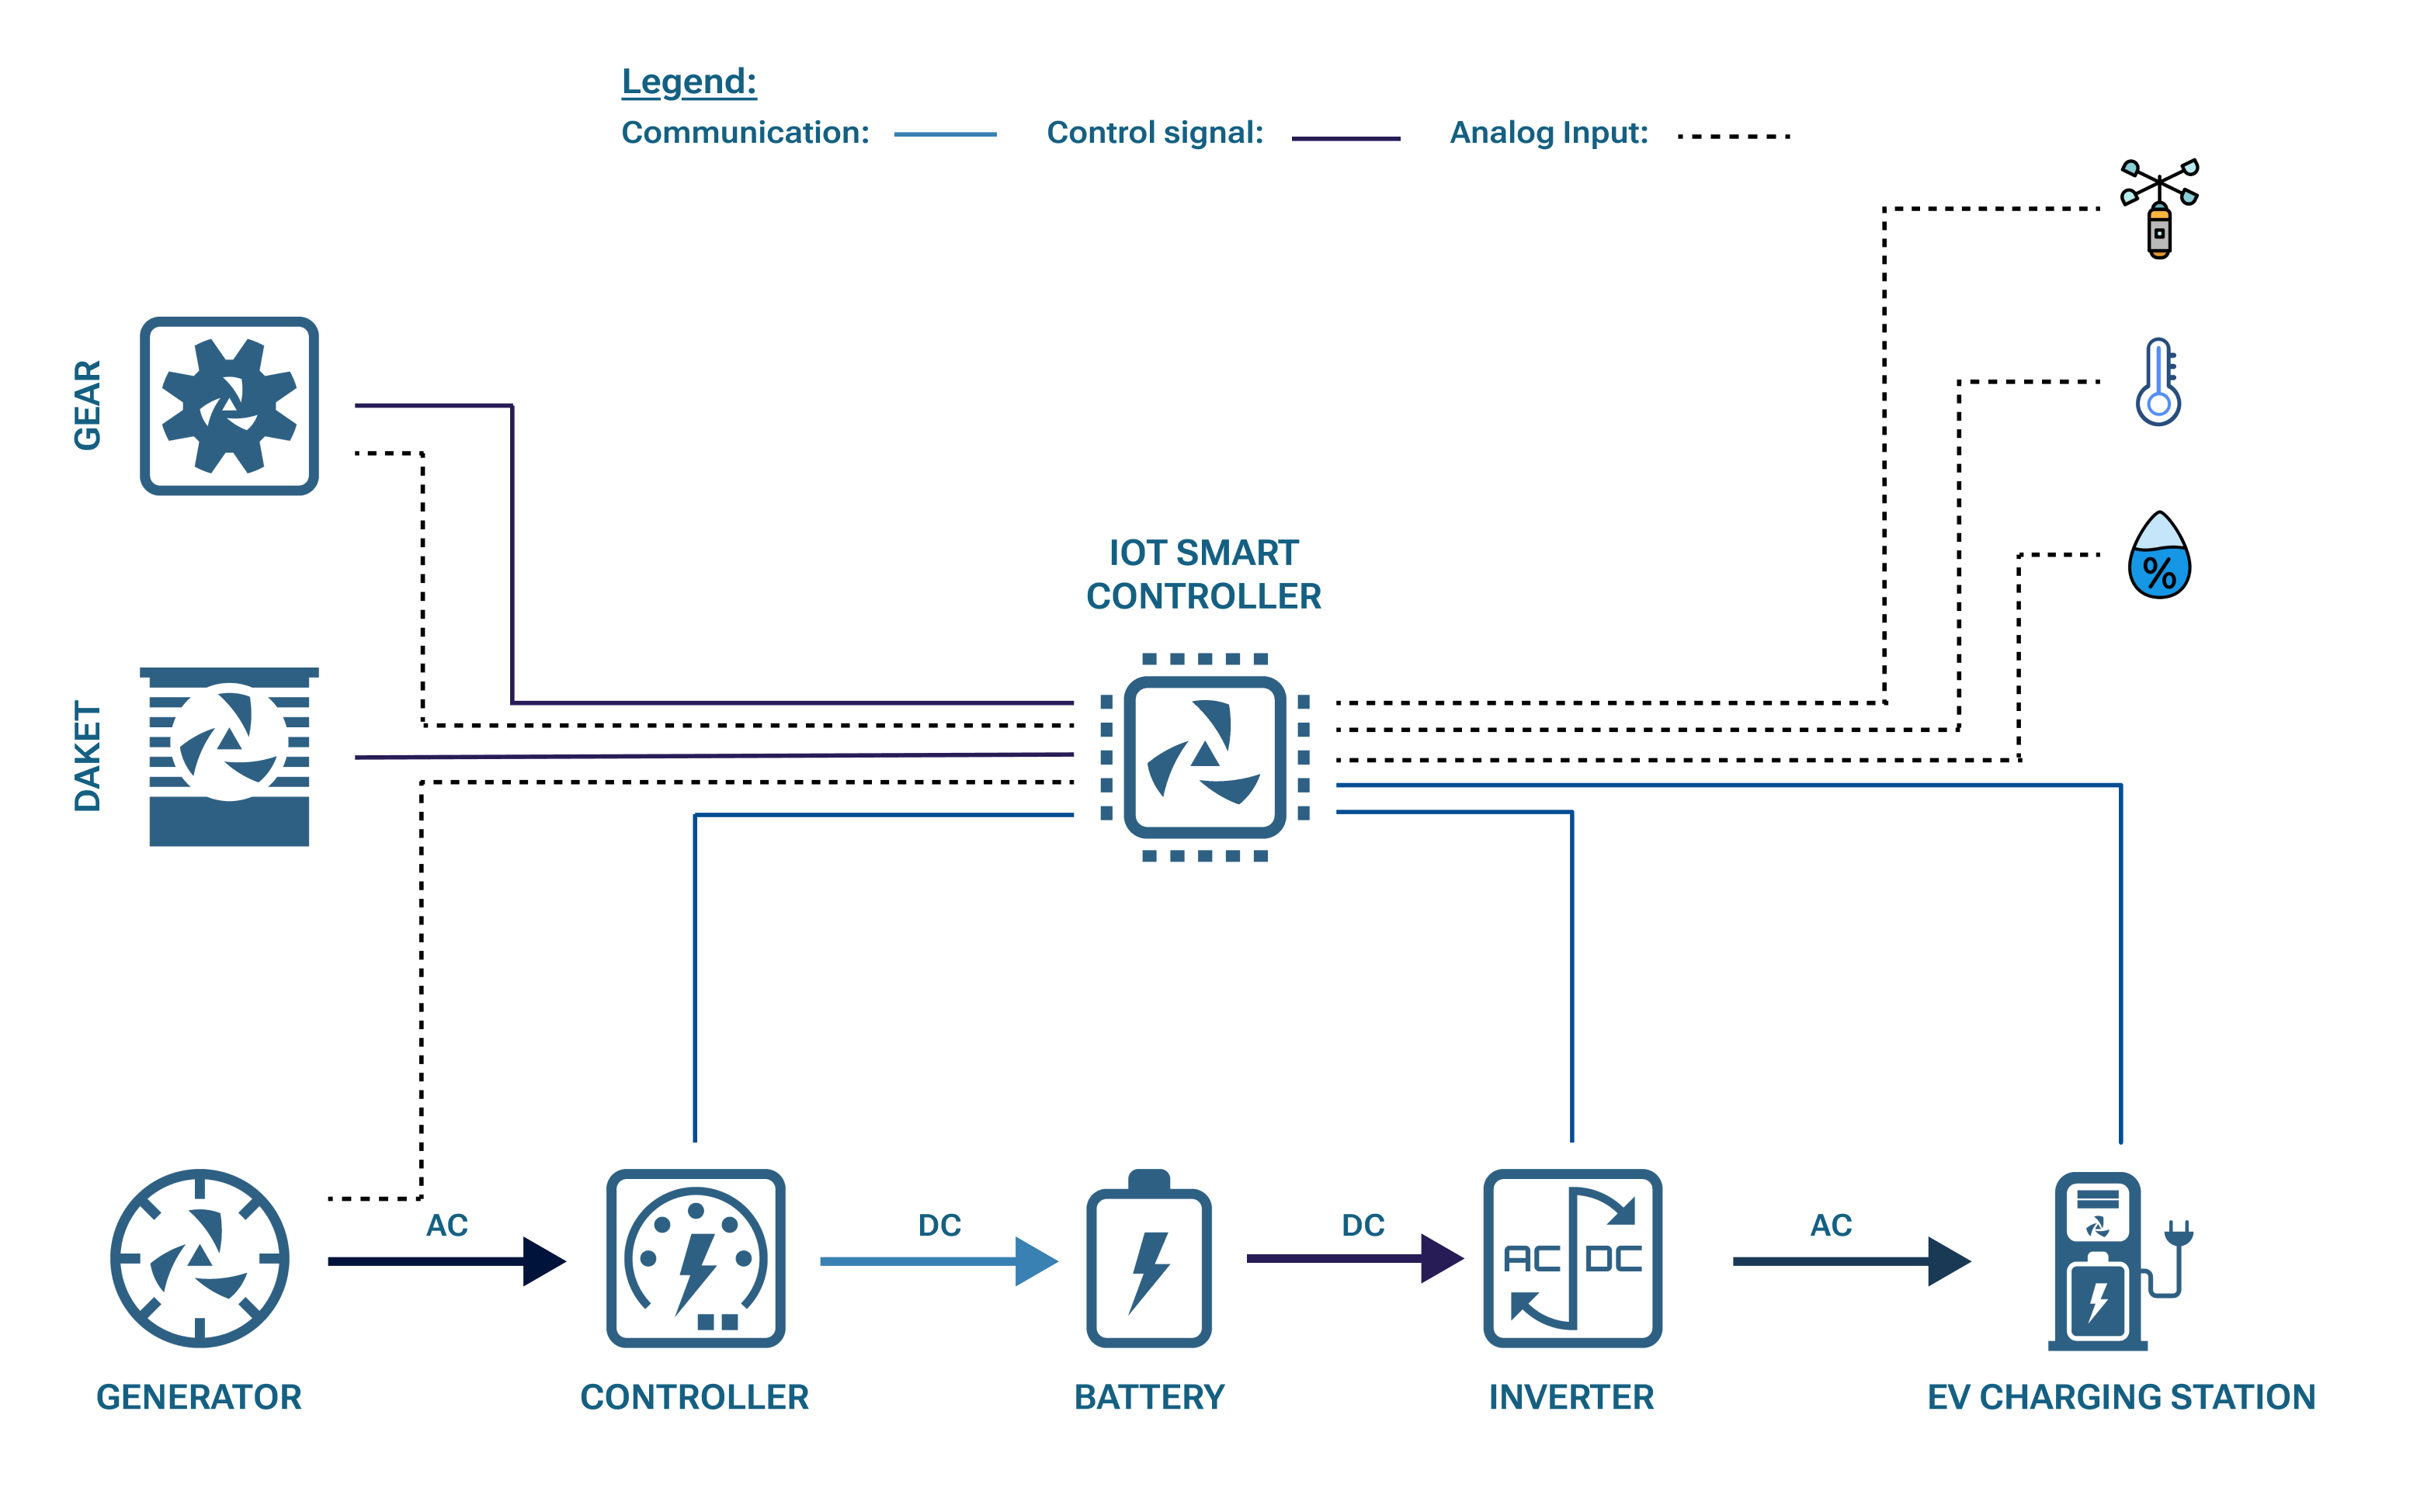 Legend:
Communication:
Control signal:
Analog Input:
GEAR
IOT SMART
CONTROLLER
%
DAKET
AC
DC
DC
AC
AC DC
GENERATOR
CONTROLLER
BATTERY
INVERTER
EV CHARGING STATION